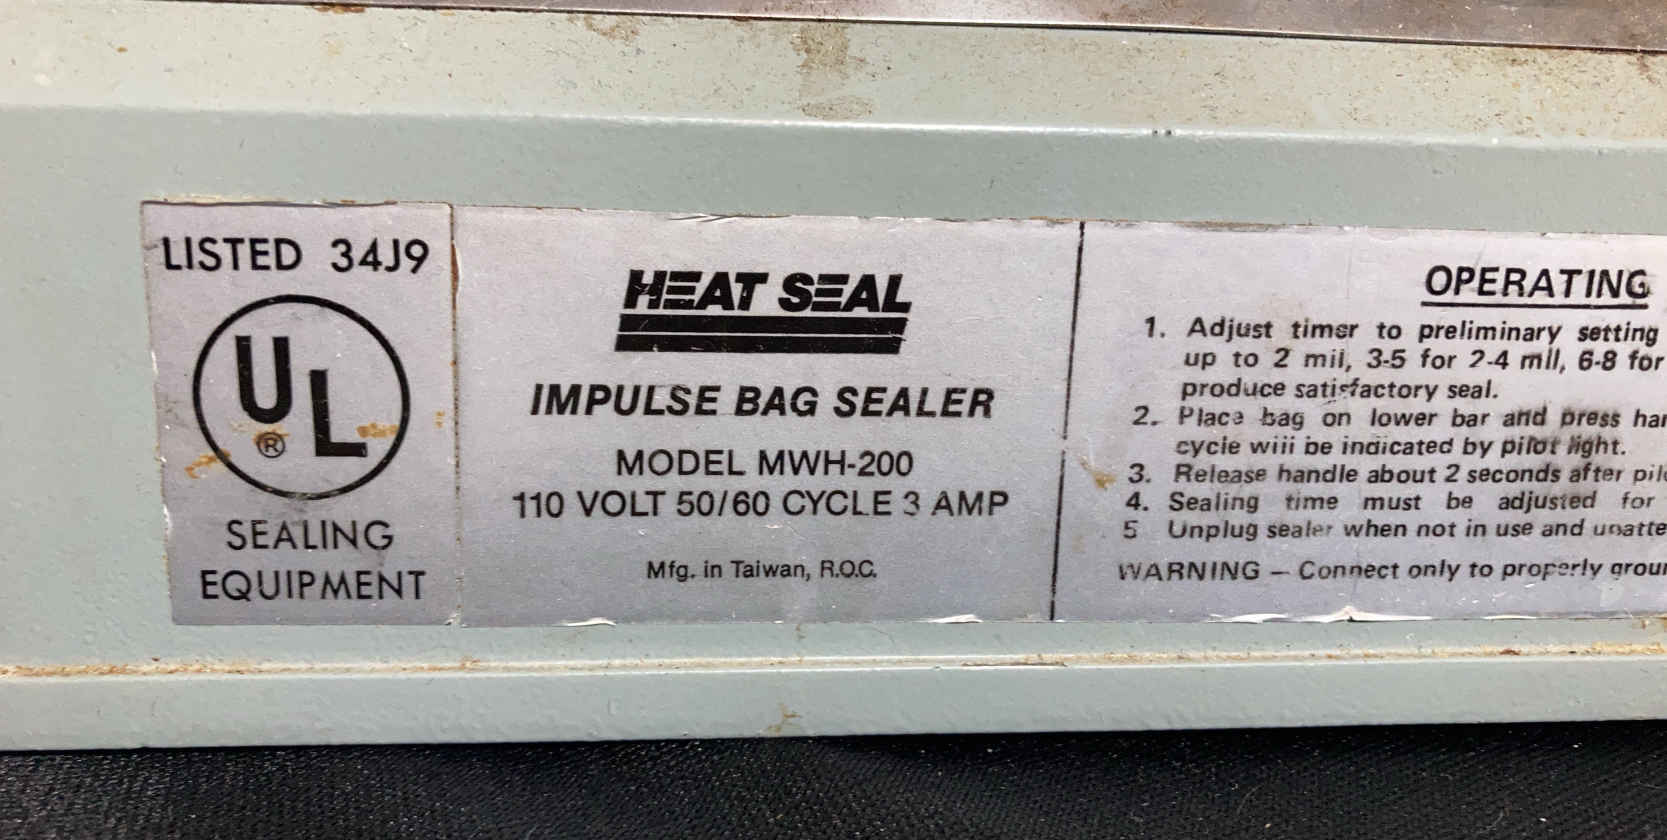 LISTED 34J9
UL
®
SEALING
EQUIPMENT
HEAT SEAL
IMPULSE BAG SEALER
MODEL MWH-200
110 VOLT 50/60 CYCLE 3 AMP
Mfg. in Taiwan, R.O.C.
OPERATING
1. Adjust timer to preliminary setting
up to 2 mil, 3-5 for 2-4 mil, 6-8 for
produce satisfactory seal.
2. Place bag on lower bar and press
cycle will be indicated by pilot light.
3. Release handle about 2 seconds after
4. Sealing time must be adjusted for
5 Unplug sealer when not in use and
WARNING – Connect only to properly